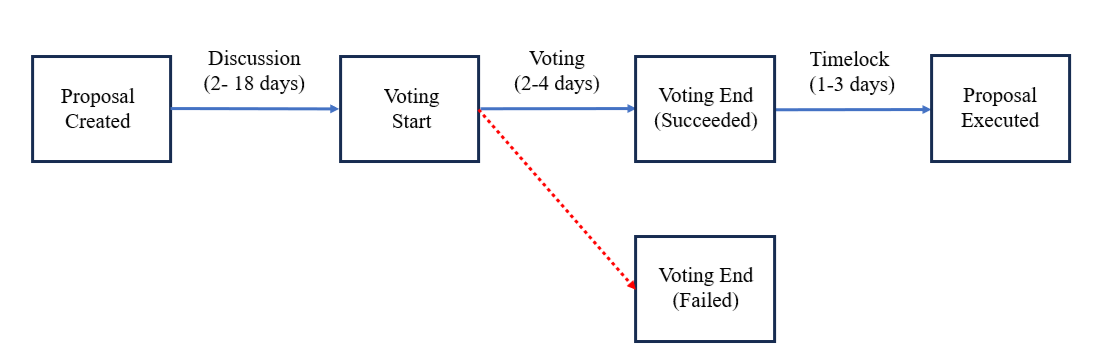 Proposal
Created
Discussion
(2- 18 days)
Voting
Start
Voting
(2-4 days)
Voting End
(Succeeded)
Timelock
(1-3 days)
Proposal
Executed
Voting End
(Failed)